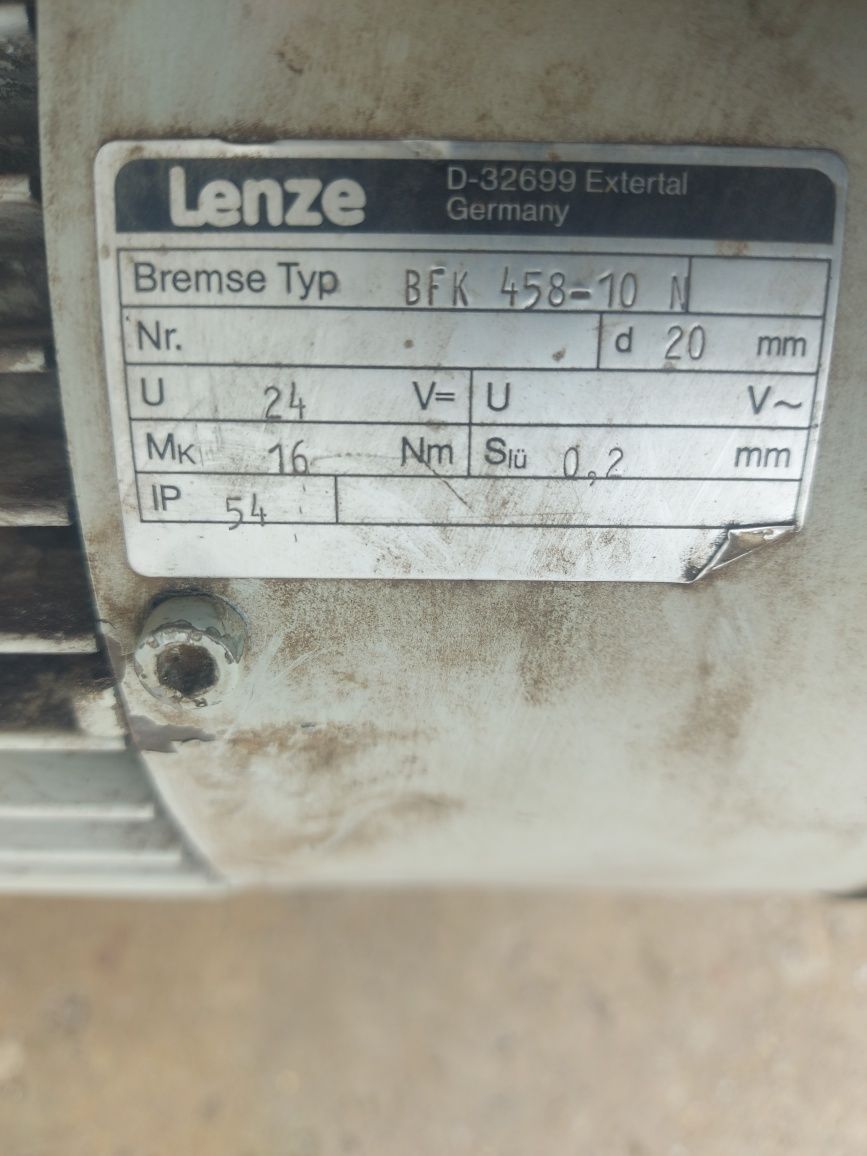 Lenze
D-32699 Extertal
Germany
Bremse Typ BFK 458-10 N
Nr. d 20 mm
U 24 V= U V~
MK 16 Nm Slü 0,2 mm
IP 54